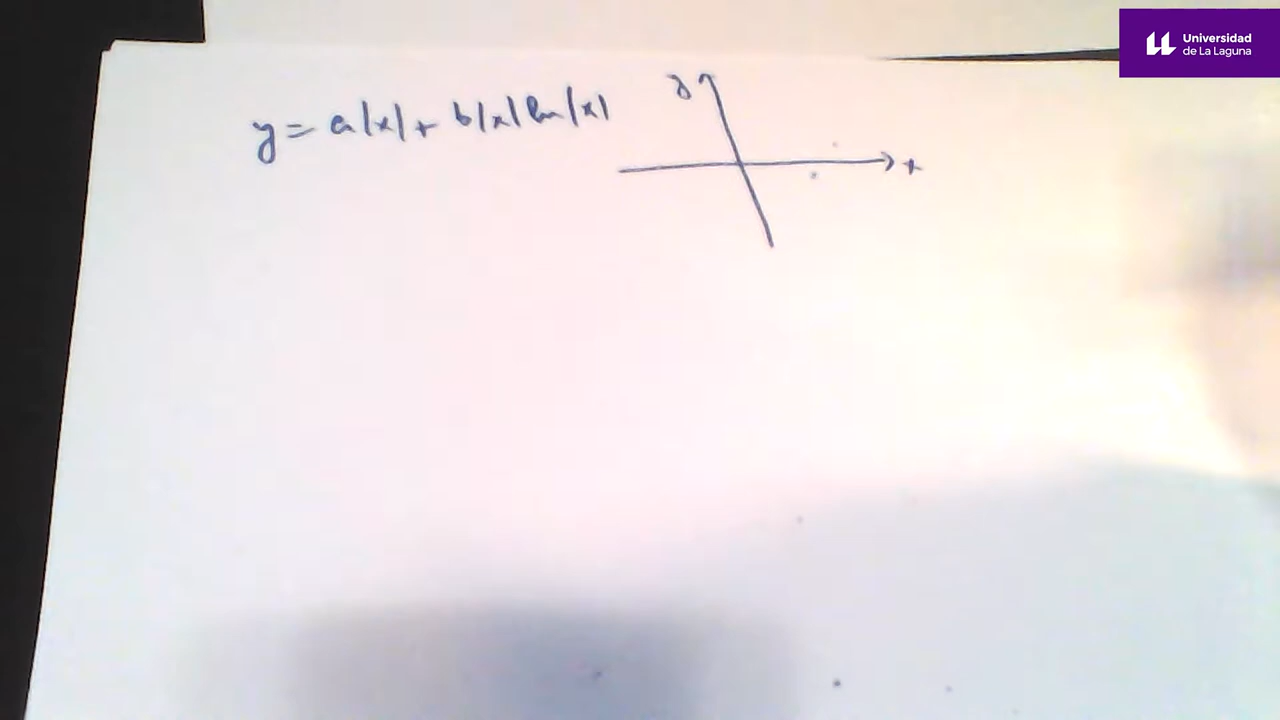 y = a|x| + b|x| ln|x|
y
x
Universidad
de La Laguna